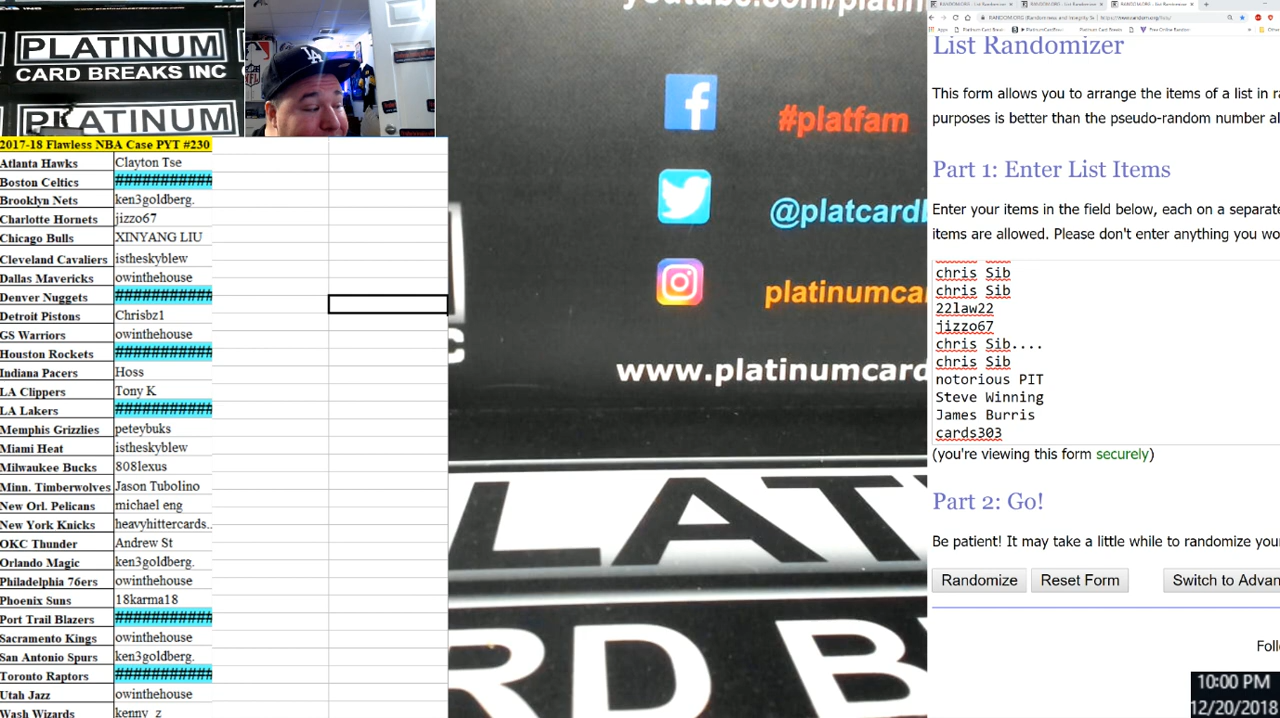 PLATINUM
CARD BREAKS INC
PLATINUM
2017-18 Flawless NBA Case PYT #230
Atlanta Hawks Clayton Tse
Boston Celtics ###########
Brooklyn Nets ken3goldberg.
Charlotte Hornets jizzo67
Chicago Bulls XINYANG LIU
Cleveland Cavaliers istheskyblew
Dallas Mavericks owinthehouse
Denver Nuggets ###########
Detroit Pistons Chrisbz1
GS Warriors owinthehouse
Houston Rockets ###########
Indiana Pacers Hoss
LA Clippers Tony K
LA Lakers ###########
Memphis Grizzlies peteybuks
Miami Heat istheskyblew
Milwaukee Bucks 808lexus
Minn. Timberwolves Jason Tubolino
New Orl. Pelicans michael eng
New York Knicks heavyhittercards..
OKC Thunder Andrew St
Orlando Magic ken3goldberg.
Philadelphia 76ers owinthehouse
Phoenix Suns 18karma18
Port Trail Blazers ###########
Sacramento Kings owinthehouse
San Antonio Spurs ken3goldberg.
Toronto Raptors ###########
Utah Jazz owinthehouse
Wash Wizards kenny_z
youtube.com/platin
#platfam
@platcardb
platinumca
www.platinumcard
C
LAT
RD B
List Randomizer
This form allows you to arrange the items of a list in ra
purposes is better than the pseudo-random number al
Part 1: Enter List Items
Enter your items in the field below, each on a separate
items are allowed. Please don't enter anything you wo
chris Sib
chris Sib
22law22
jizzo67
chris Sib....
chris Sib
notorious PIT
Steve Winning
James Burris
cards303
(you're viewing this form securely)
Part 2: Go!
Be patient! It may take a little while to randomize your
Randomize Reset Form Switch to Advan
Follo
10:00 PM
12/20/2018